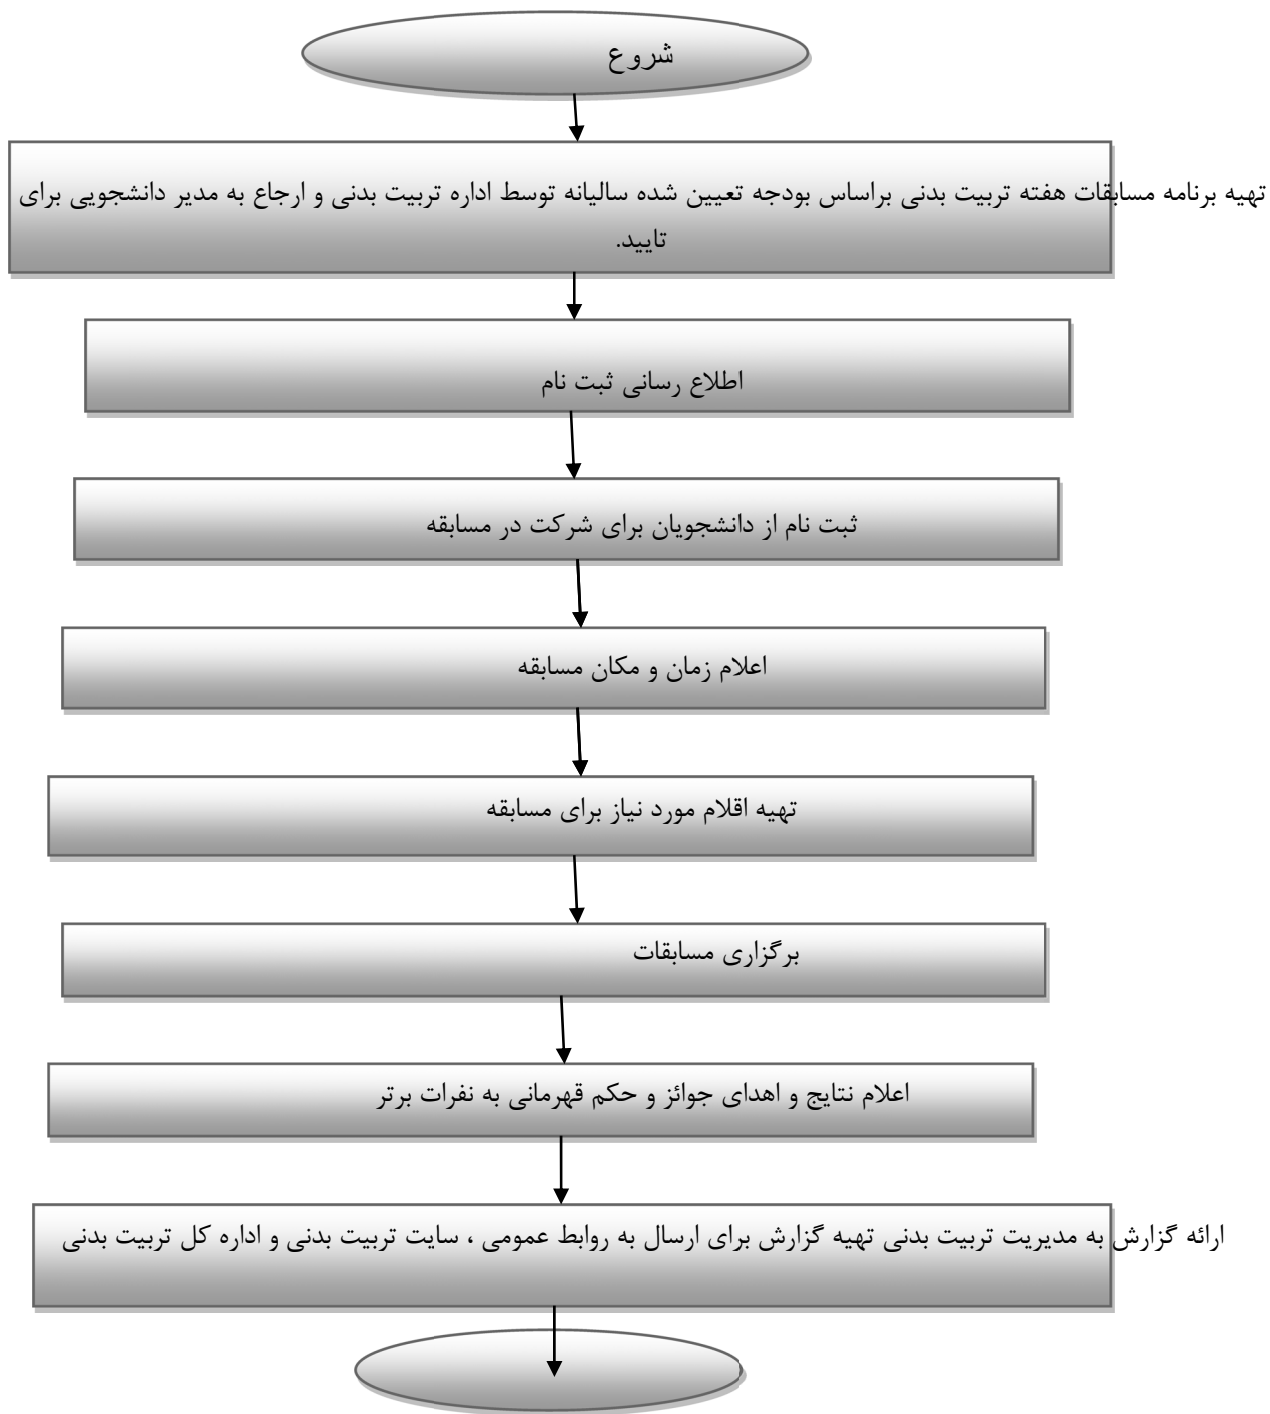 شروع
تهیه برنامه مسابقات هفته تربیت بدنی براساس بودجه تعیین شده سالیانه توسط اداره تربیت بدنی و ارجاع به مدیر دانشجویی برای
تایید.
اطلاع رسانی ثبت نام
ثبت نام از دانشجویان برای شرکت در مسابقه
اعلام زمان و مکان مسابقه
تهیه اقلام مورد نیاز برای مسابقه
برگزاری مسابقات
اعلام نتایج و اهدای جوائز و حکم قهرمانی به نفرات برتر
ارائه گزارش به مدیریت تربیت بدنی تهیه گزارش برای ارسال به روابط عمومی ، سایت تربیت بدنی و اداره کل تربیت بدنی